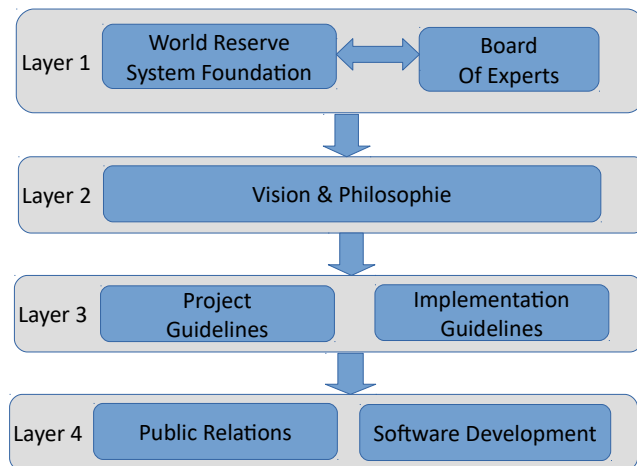 Layer 1
World Reserve
System Foundation
Board
Of Experts
Layer 2
Vision & Philosophie
Layer 3
Project
Guidelines
Implementation
Guidelines
Layer 4
Public Relations
Software Development